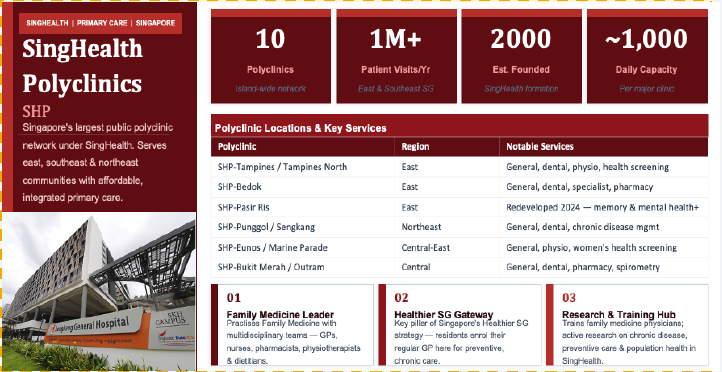 SINGHEALTH | PRIMARY CARE | SINGAPORE
SingHealth
Polyclinics
SHP
Singapore's largest public polyclinic
network under SingHealth. Serves
east, southeast & northeast
communities with affordable,
integrated primary care.
SengkangGeneral Hospital
SKH
CAMPUS
10
Polyclinics
Island-wide network
1M+
Patient Visits/Yr
East & Southeast SG
2000
Est. Founded
SingHealth formation
~1,000
Daily Capacity
Per major clinic
Polyclinic Locations & Key Services
Polyclinic Region Notable Services
SHP-Tampines / Tampines North East General, dental, physio, health screening
SHP-Bedok East General, dental, specialist, pharmacy
SHP-Pasir Ris East Redeveloped 2024 — memory & mental health+
SHP-Punggol / Sengkang Northeast General, dental, chronic disease mgmt
SHP-Eunos / Marine Parade Central-East General, physio, women's health screening
SHP-Bukit Merah / Outram Central General, dental, pharmacy, spirometry
01
Family Medicine Leader
Practises Family Medicine with
multidisciplinary teams — GPs,
nurses, pharmacists, physiotherapists
& dietitians.
02
Healthier SG Gateway
Key pillar of Singapore's Healthier SG
strategy — residents enrol their
regular GP here for preventive,
chronic care.
03
Research & Training Hub
Trains family medicine physicians;
active research on chronic disease,
preventive care & population health in
SingHealth.